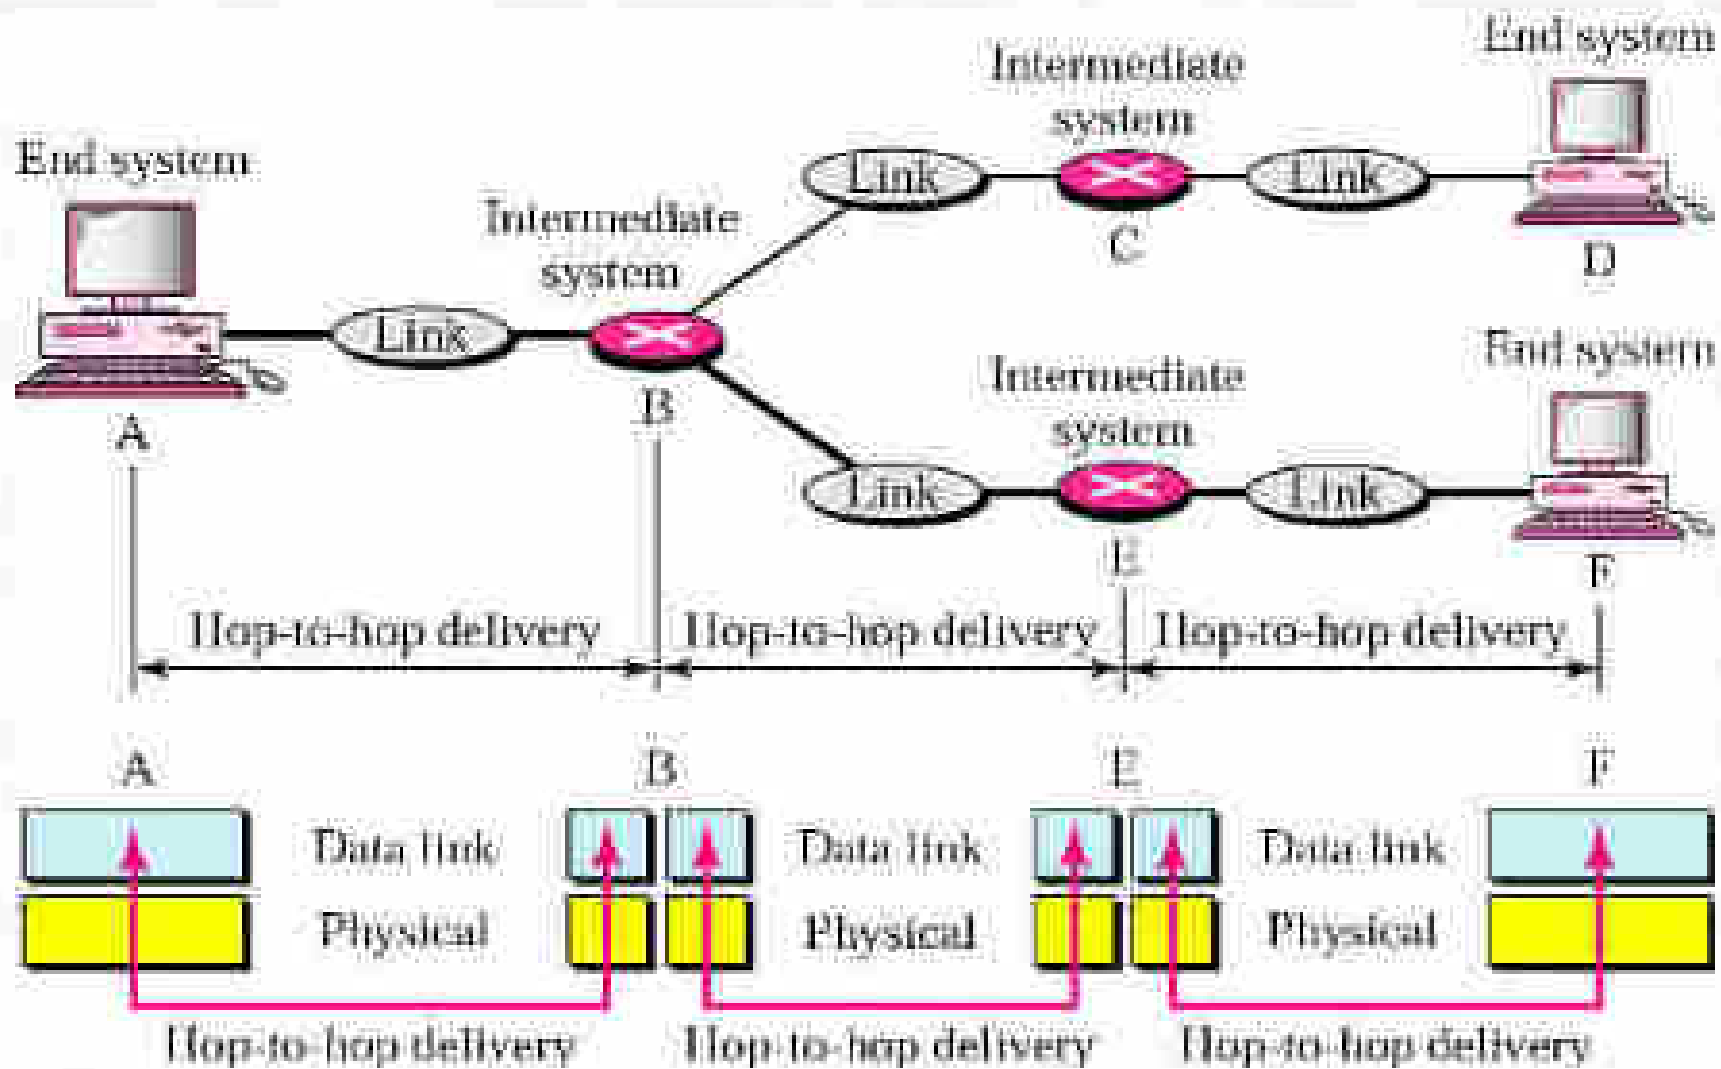 End system
Intermediate
system
End system
Link
C
Link
D
Intermediate
system
Link
B
A
End system
Intermediate
system
Link
E
Link
F
Hop-to-hop delivery
Hop-to-hop delivery
Hop-to-hop delivery
A
B
E
F
Data link
Data link
Data link
Physical
Physical
Physical
Hop-to-hop delivery
Hop-to-hop delivery
Hop-to-hop delivery